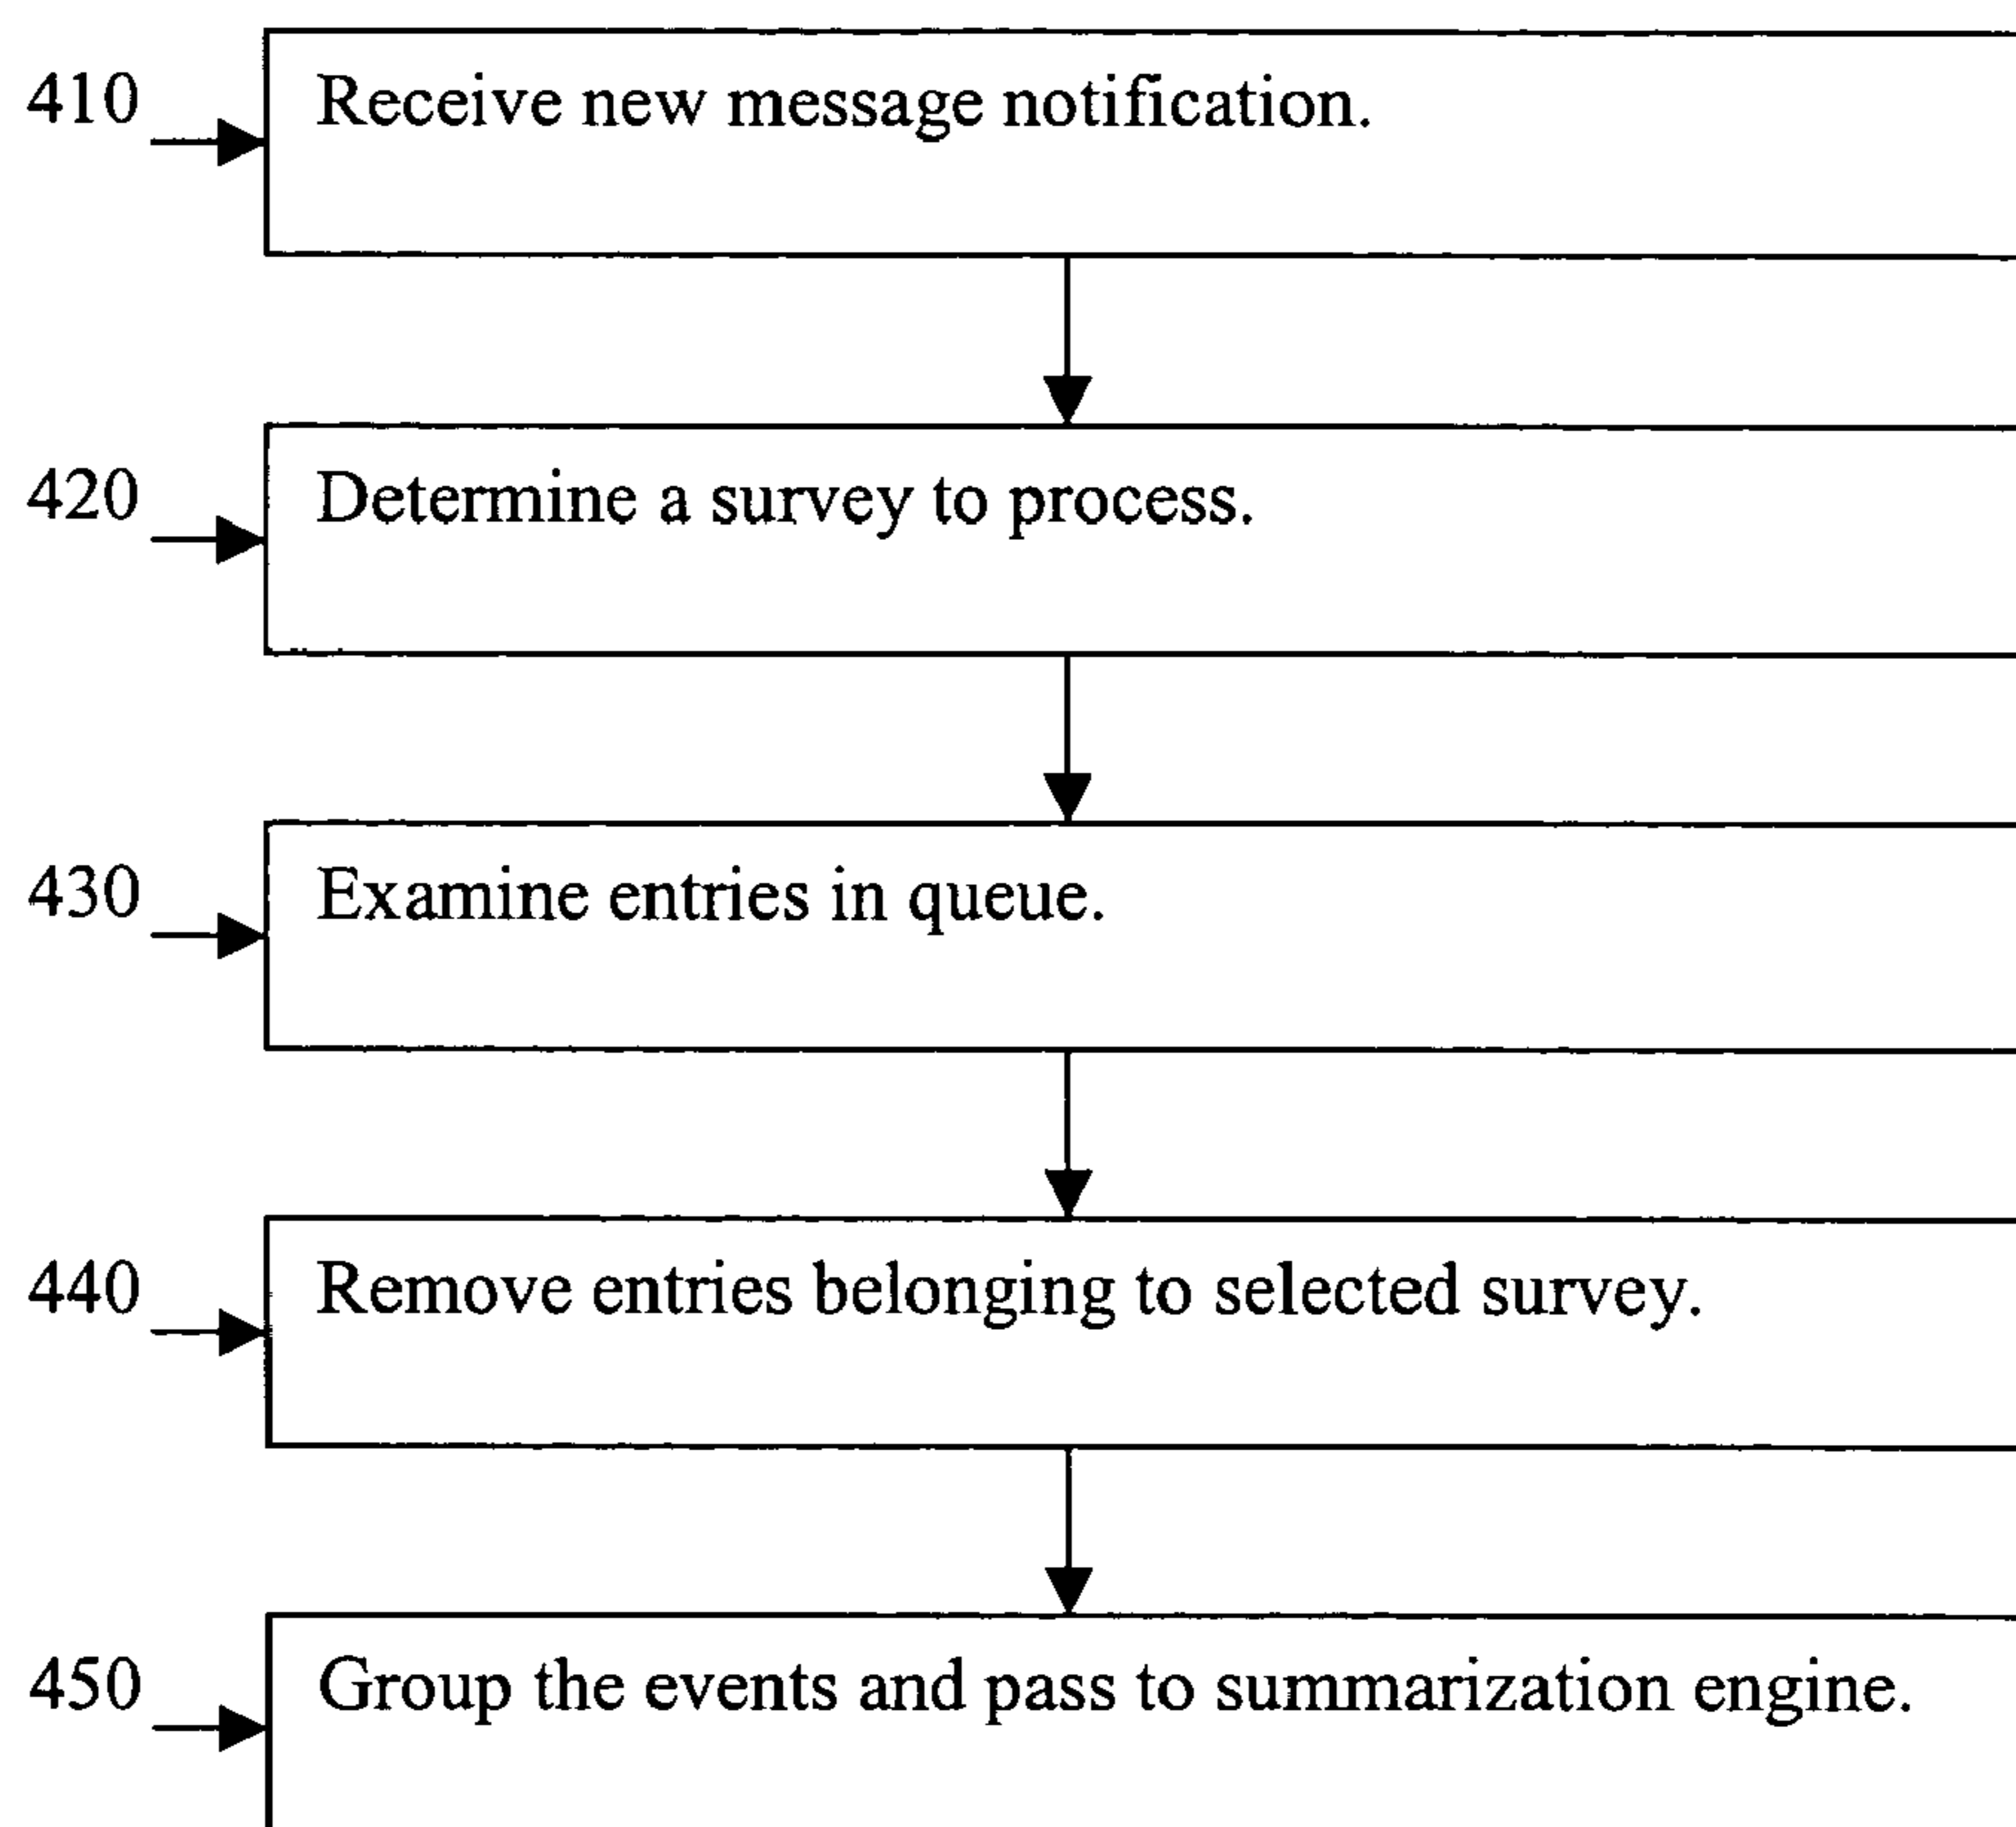 410
Receive new message notification.
420
Determine a survey to process.
430
Examine entries in queue.
440
Remove entries belonging to selected survey.
450
Group the events and pass to summarization engine.